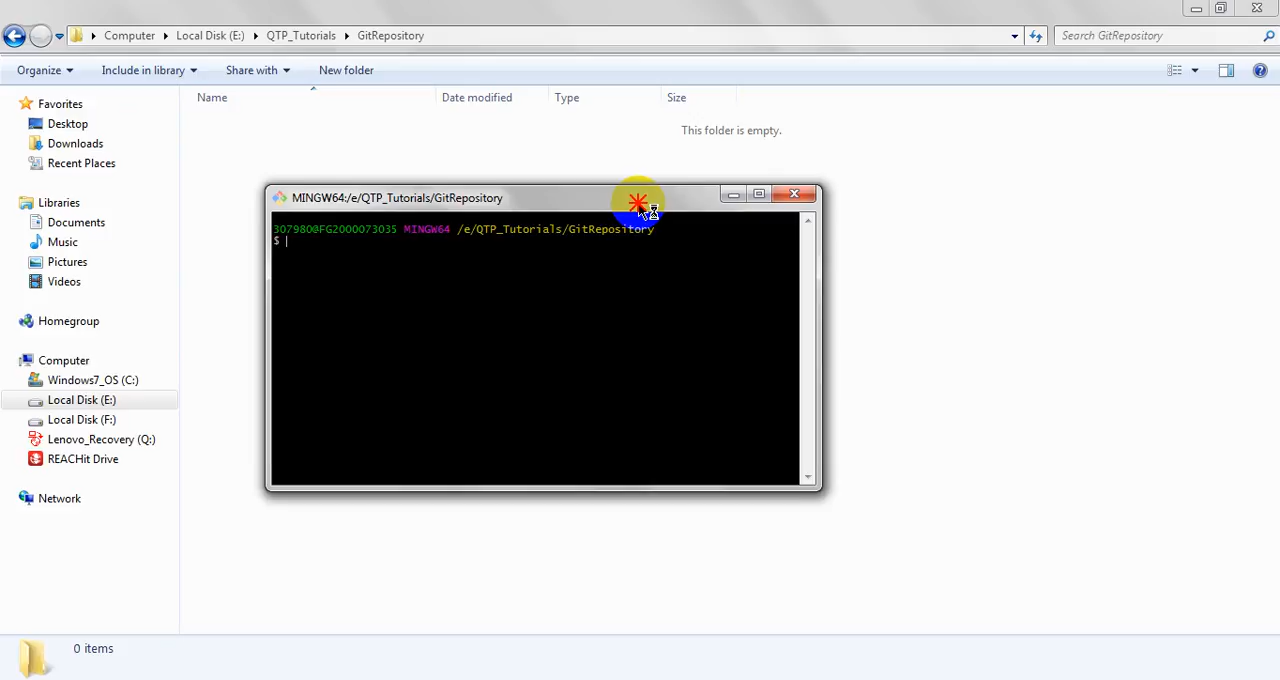 Computer Local Disk (E:) QTP_Tutorials GitRepository
Search GitRepository
Organize Include in library Share with New folder
Name Date modified Type Size
This folder is empty.
Favorites
Desktop
Downloads
Recent Places
Libraries
Documents
Music
Pictures
Videos
Homegroup
Computer
Windows7_OS (C:)
Local Disk (E:)
Local Disk (F:)
Lenovo_Recovery (Q:)
REACHit Drive
Network
MINGW64:/e/QTP_Tutorials/GitRepository
307980@FG2000073035 MINGW64 /e/QTP_Tutorials/GitRepository
$
0 items